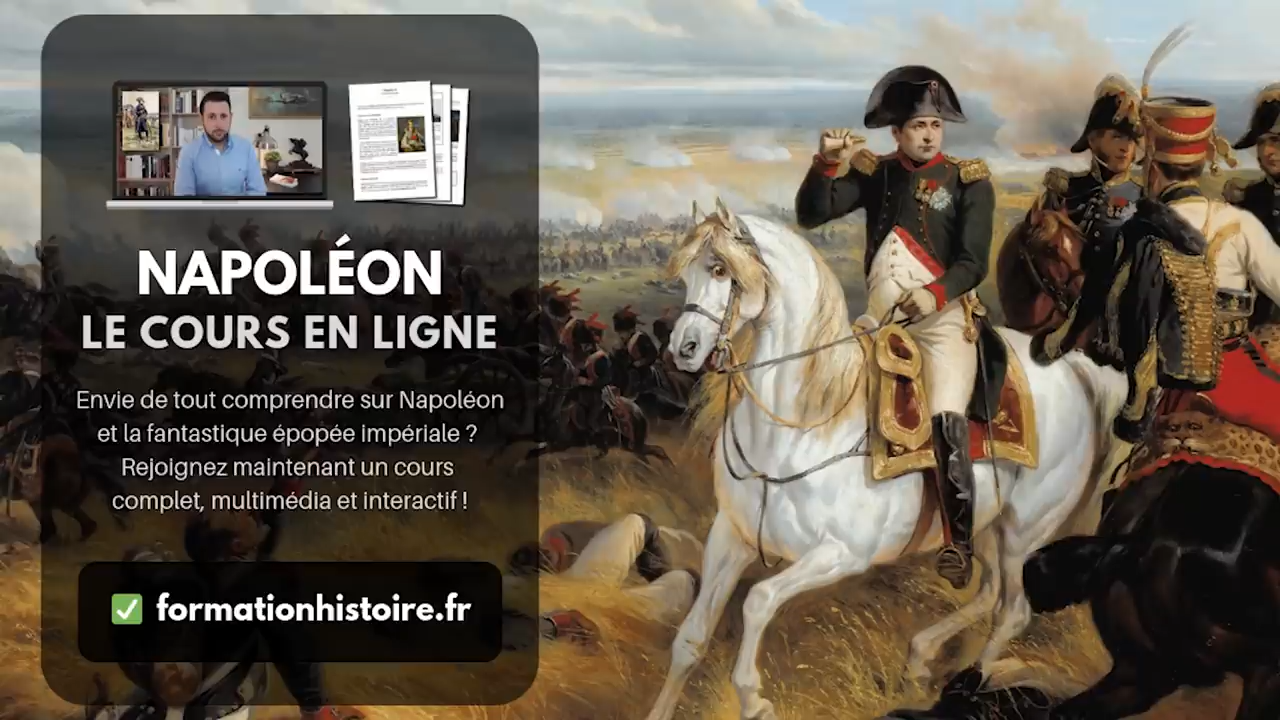 NAPOLÉON
LE COURS EN LIGNE
Envie de tout comprendre sur Napoléon
et la fantastique épopée impériale ?
Rejoignez maintenant un cours
complet, multimédia et interactif !
✅ formationhistoire.fr